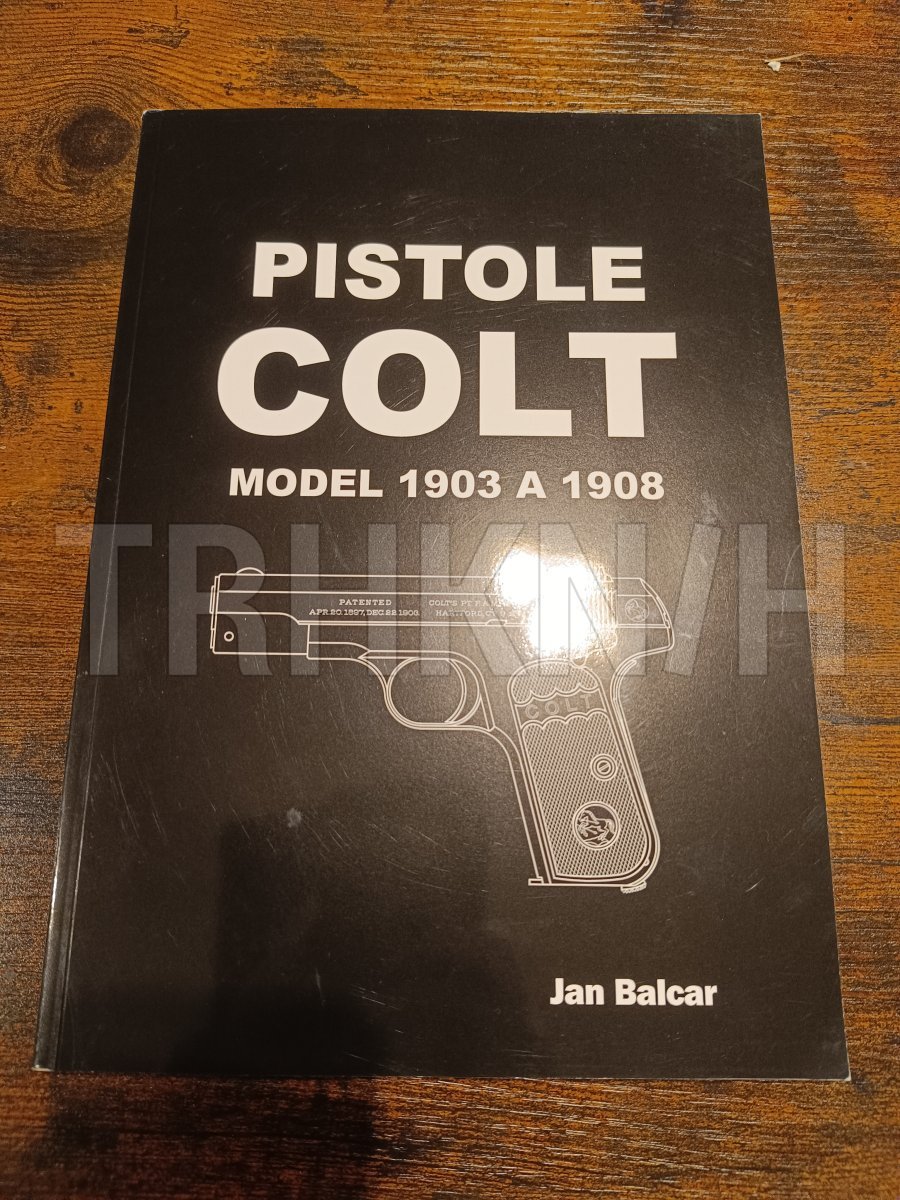 PISTOLE
COLT
MODEL 1903 A 1908
TRHKNIH
PATENTED
APR.20.1897, DEC.22.1903.
COLT'S PT. F. A.
HARTFORD, C
COLT
Jan Balcar